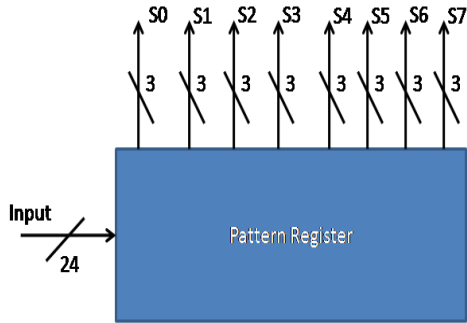 S0 S1 S2 S3 S4 S5 S6 S7
3 3 3 3 3 3 3 3
Input
24
Pattern Register